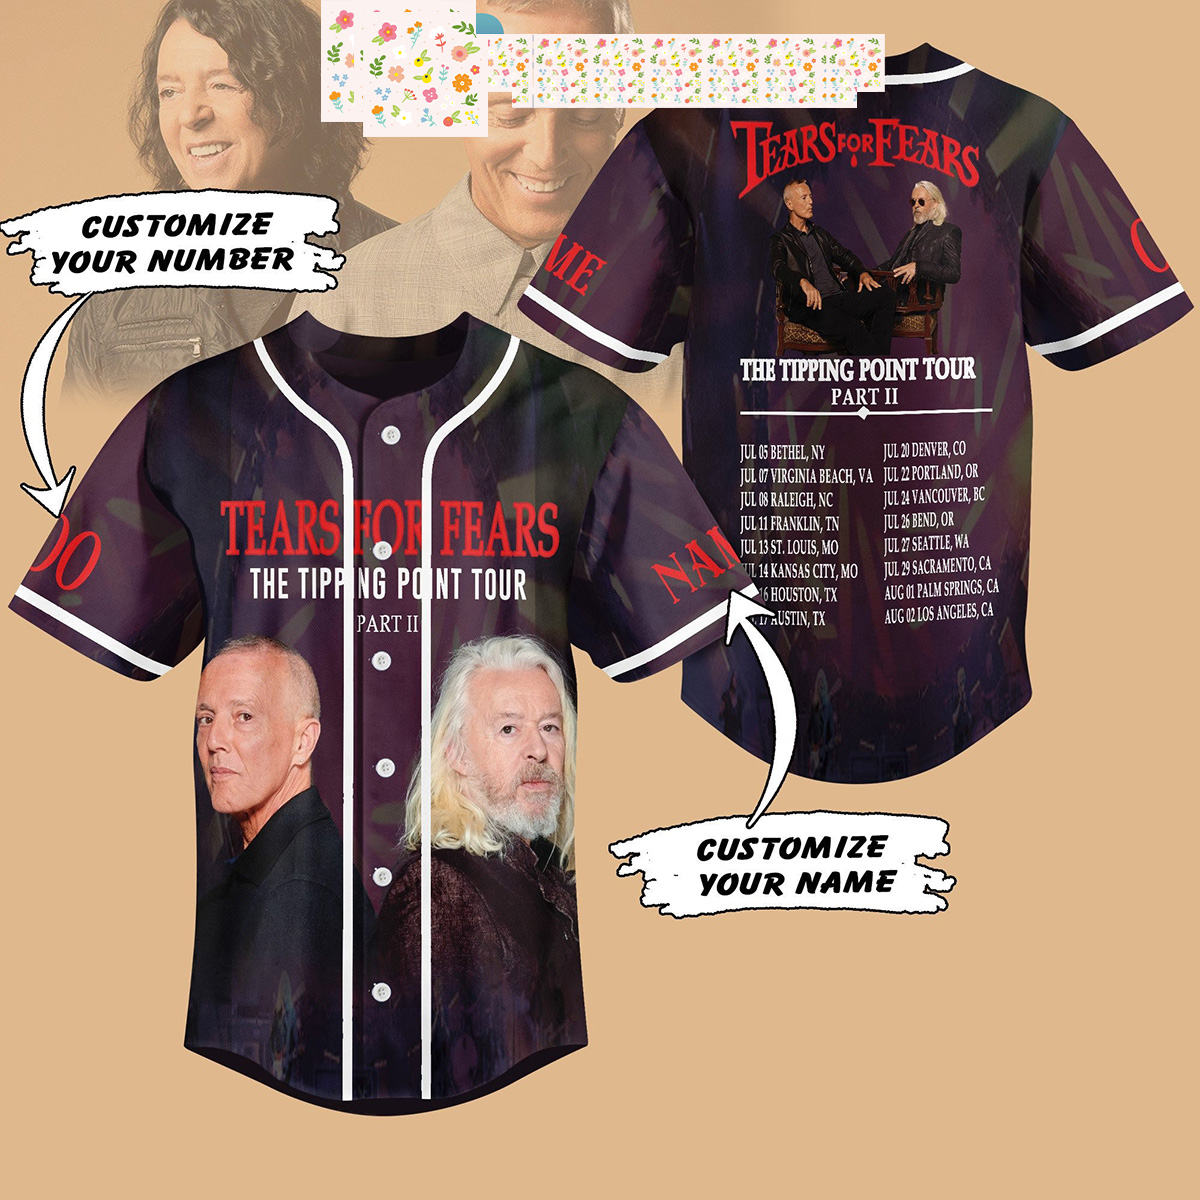 CUSTOMIZE
YOUR NUMBER
TEARS FOR FEARS
THE TIPPING POINT TOUR
PART II
TEARS FOR FEARS
THE TIPPING POINT TOUR
PART II
JUL 05 BETHEL, NY
JUL 07 VIRGINIA BEACH, VA
JUL 08 RALEIGH, NC
JUL 11 FRANKLIN, TN
JUL 13 ST. LOUIS, MO
14 KANSAS CITY, MO
16 HOUSTON, TX
17 AUSTIN, TX
JUL 20 DENVER, CO
JUL 22 PORTLAND, OR
JUL 24 VANCOUVER, BC
JUL 26 BEND, OR
JUL 27 SEATTLE, WA
JUL 29 SACRAMENTO, CA
AUG 01 PALM SPRINGS, CA
AUG 02 LOS ANGELES, CA
CUSTOMIZE
YOUR NAME